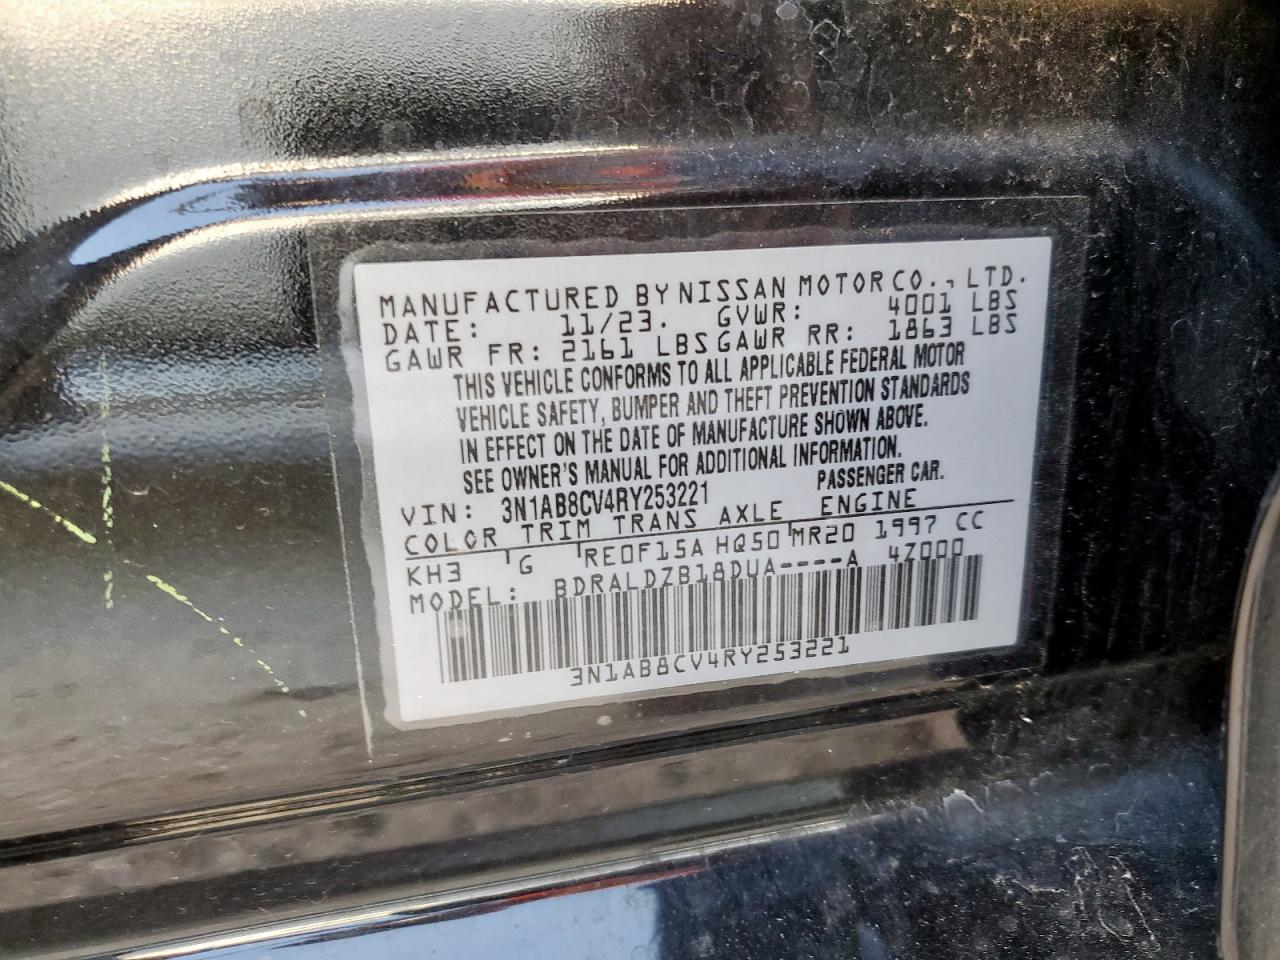 MANUFACTURED BY NISSAN MOTOR CO., LTD.
DATE: 11/23. GVWR: 4001 LBS
GAWR FR: 2161 LBS GAWR RR: 1863 LBS
THIS VEHICLE CONFORMS TO ALL APPLICABLE FEDERAL MOTOR
VEHICLE SAFETY, BUMPER AND THEFT PREVENTION STANDARDS
IN EFFECT ON THE DATE OF MANUFACTURE SHOWN ABOVE.
SEE OWNER'S MANUAL FOR ADDITIONAL INFORMATION.
VIN: 3N1AB8CV4RY253221 PASSENGER CAR.
COLOR TRIM TRANS AXLE ENGINE
KH3 G RE0F15A HQ50 MR20 1997 CC
MODEL: BDRALDZB18DUA----A 4Z000
3N1AB8CV4RY253221